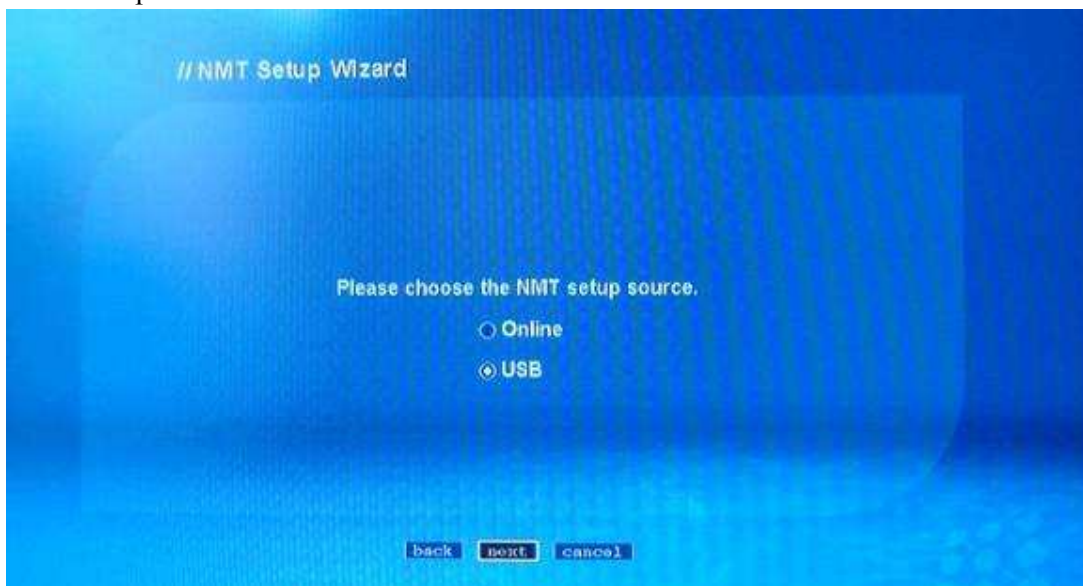 // NMT Setup Wizard
Please choose the NMT setup source.
Online
USB
back next cancel